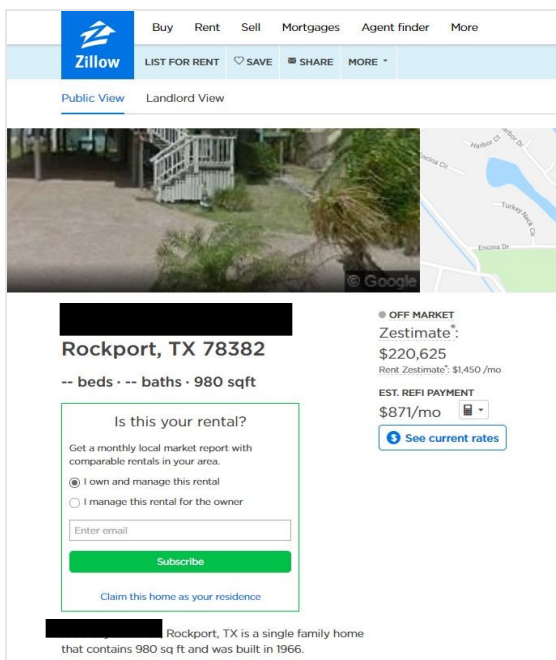 Buy Rent Sell Mortgages Agent finder More
Zillow
LIST FOR RENT SAVE SHARE MORE
Public View Landlord View
Harbor Ct
Harbor Dr
Encina Cir
Turkey Neck Cir
Encina Dr
© Google
Rockport, TX 78382
-- beds · -- baths · 980 sqft
Is this your rental?
Get a monthly local market report with
comparable rentals in your area.
I own and manage this rental
I manage this rental for the owner
Enter email
Subscribe
Claim this home as your residence
OFF MARKET
Zestimate®:
$220,625
Rent Zestimate®: $1,450 /mo
EST. REFI PAYMENT
$871/mo
$ See current rates
, Rockport, TX is a single family home
that contains 980 sq ft and was built in 1966.